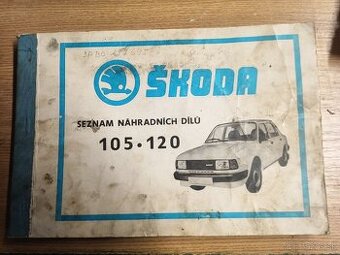 ŠKODA
SEZNAM NÁHRADNÍCH DÍLŮ
105 • 120